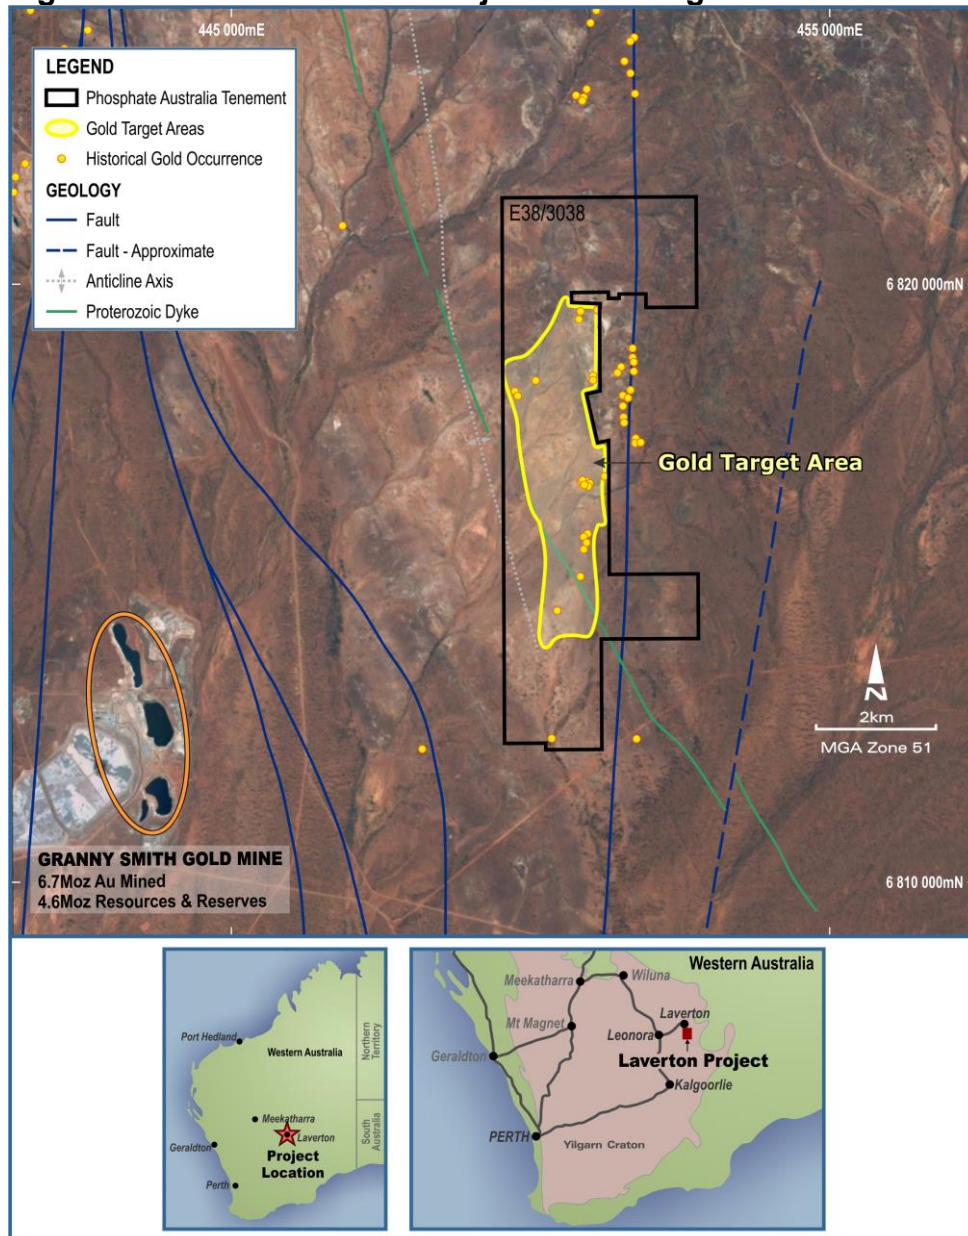 445 000mE
455 000mE
LEGEND
Phosphate Australia Tenement
Gold Target Areas
Historical Gold Occurrence
GEOLOGY
Fault
Fault - Approximate
Anticline Axis
Proterozoic Dyke
E38/3038
6 820 000mN
Gold Target Area
N
2km
MGA Zone 51
GRANNY SMITH GOLD MINE
6.7Moz Au Mined
4.6Moz Resources & Reserves
6 810 000mN
Port Hedland
Western Australia
Northern
Territory
South
Australia
Meekatharra
Laverton
Geraldton
Project
Location
Perth
Western Australia
Meekatharra
Wiluna
Mt Magnet
Laverton
Leonora
Geraldton
Laverton Project
Kalgoorlie
PERTH
Yilgarn Craton